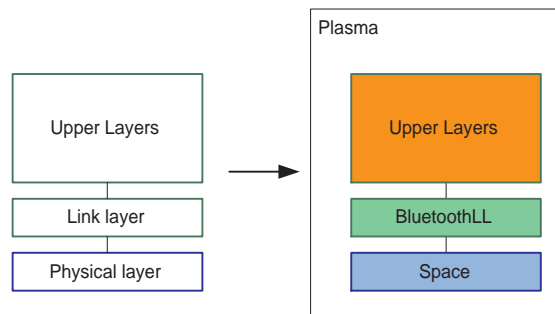 Plasma
Upper Layers
Link layer
Physical layer
Upper Layers
BluetoothLL
Space